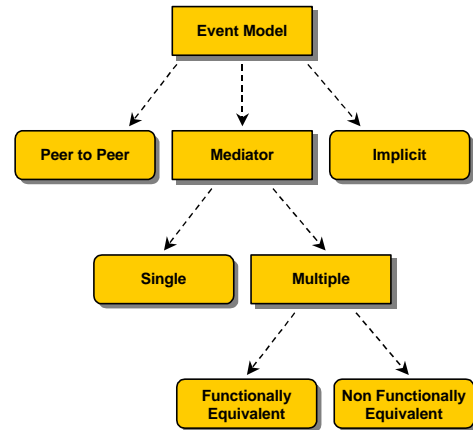 Event Model
Peer to Peer
Mediator
Implicit
Single
Multiple
Functionally
Equivalent
Non Functionally
Equivalent